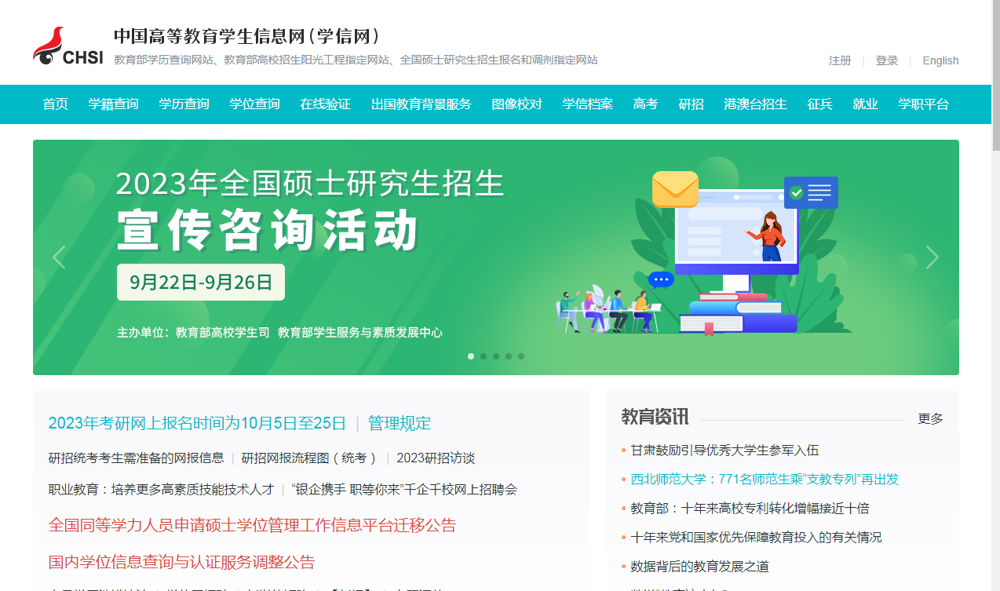 CHSI
中国高等教育学生信息网(学信网)
教育部学历查询网站、教育部高校招生阳光工程指定网站、全国硕士研究生招生报名和调剂指定网站
注册 | 登录 | English
首页 学籍查询 学历查询 学位查询 在线验证 出国教育背景服务 图像校对 学信档案 高考 研招 港澳台招生 征兵 就业 学职平台
2023年全国硕士研究生招生
宣传咨询活动
9月22日-9月26日
主办单位：教育部高校学生司 教育部学生服务与素质发展中心
2023年考研网上报名时间为10月5日至25日 | 管理规定
研招统考考生需准备的网报信息 | 研招网报流程图（统考） | 2023研招访谈
职业教育：培养更多高素质技能技术人才 | “银企携手 职等你来”千企千校网上招聘会
全国同等学力人员申请硕士学位管理工作信息平台迁移公告
国内学位信息查询与认证服务调整公告
教育资讯 更多
甘肃鼓励引导优秀大学生参军入伍
西北师范大学：771名师范生乘“支教专列”再出发
教育部：十年来高校专利转化增幅接近十倍
十年来党和国家优先保障教育投入的有关情况
数据背后的教育发展之道